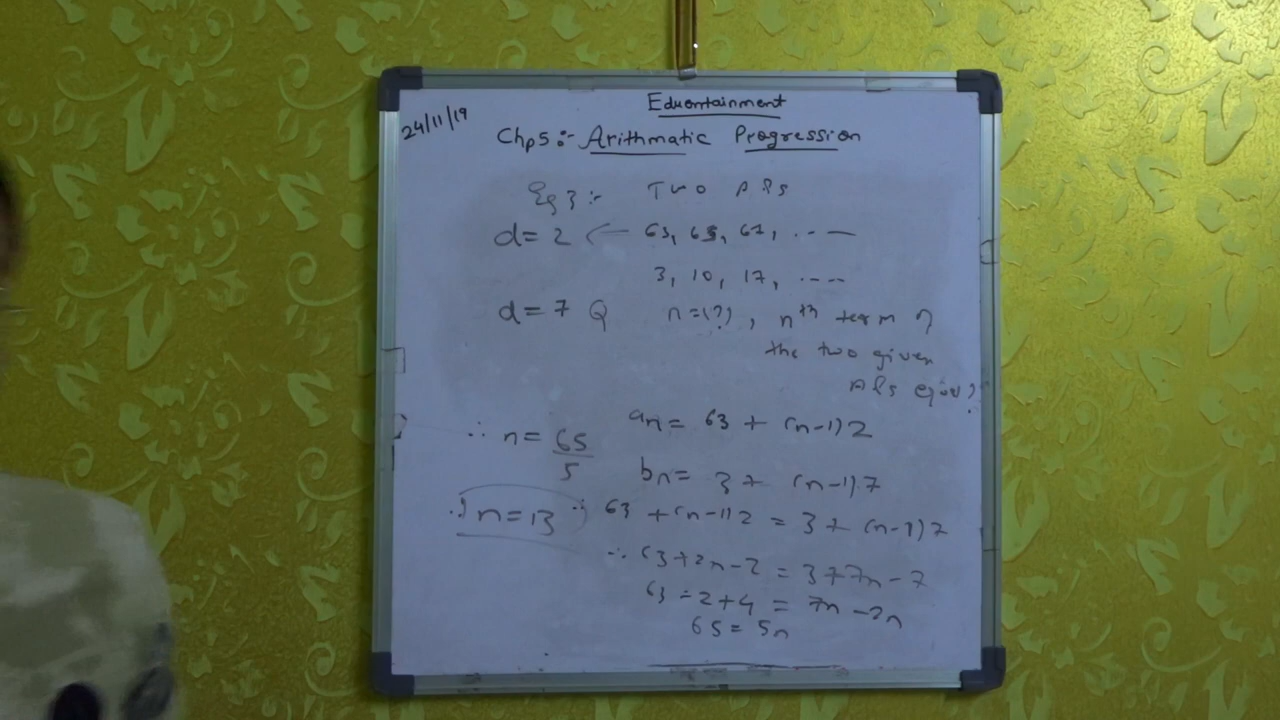 Eduentainment
24/11/19
Chp5:- Arithmatic Progression
Eg 3:- Two APs
d=2 ← 63, 65, 67, . - —
3, 10, 17, . - - -
d=7 Q n=(?), nth term of
the two given
APs equal?
an= 63 + (n-1)2
∴ n= 65/5
bn= 3+ (n-1).7
∴ n=13
∴ 63 +(n-1)2 = 3+ (n-1)7
∴ 63+2n-2 = 3+7n-7
63-2+4 = 7n-2n
65= 5n